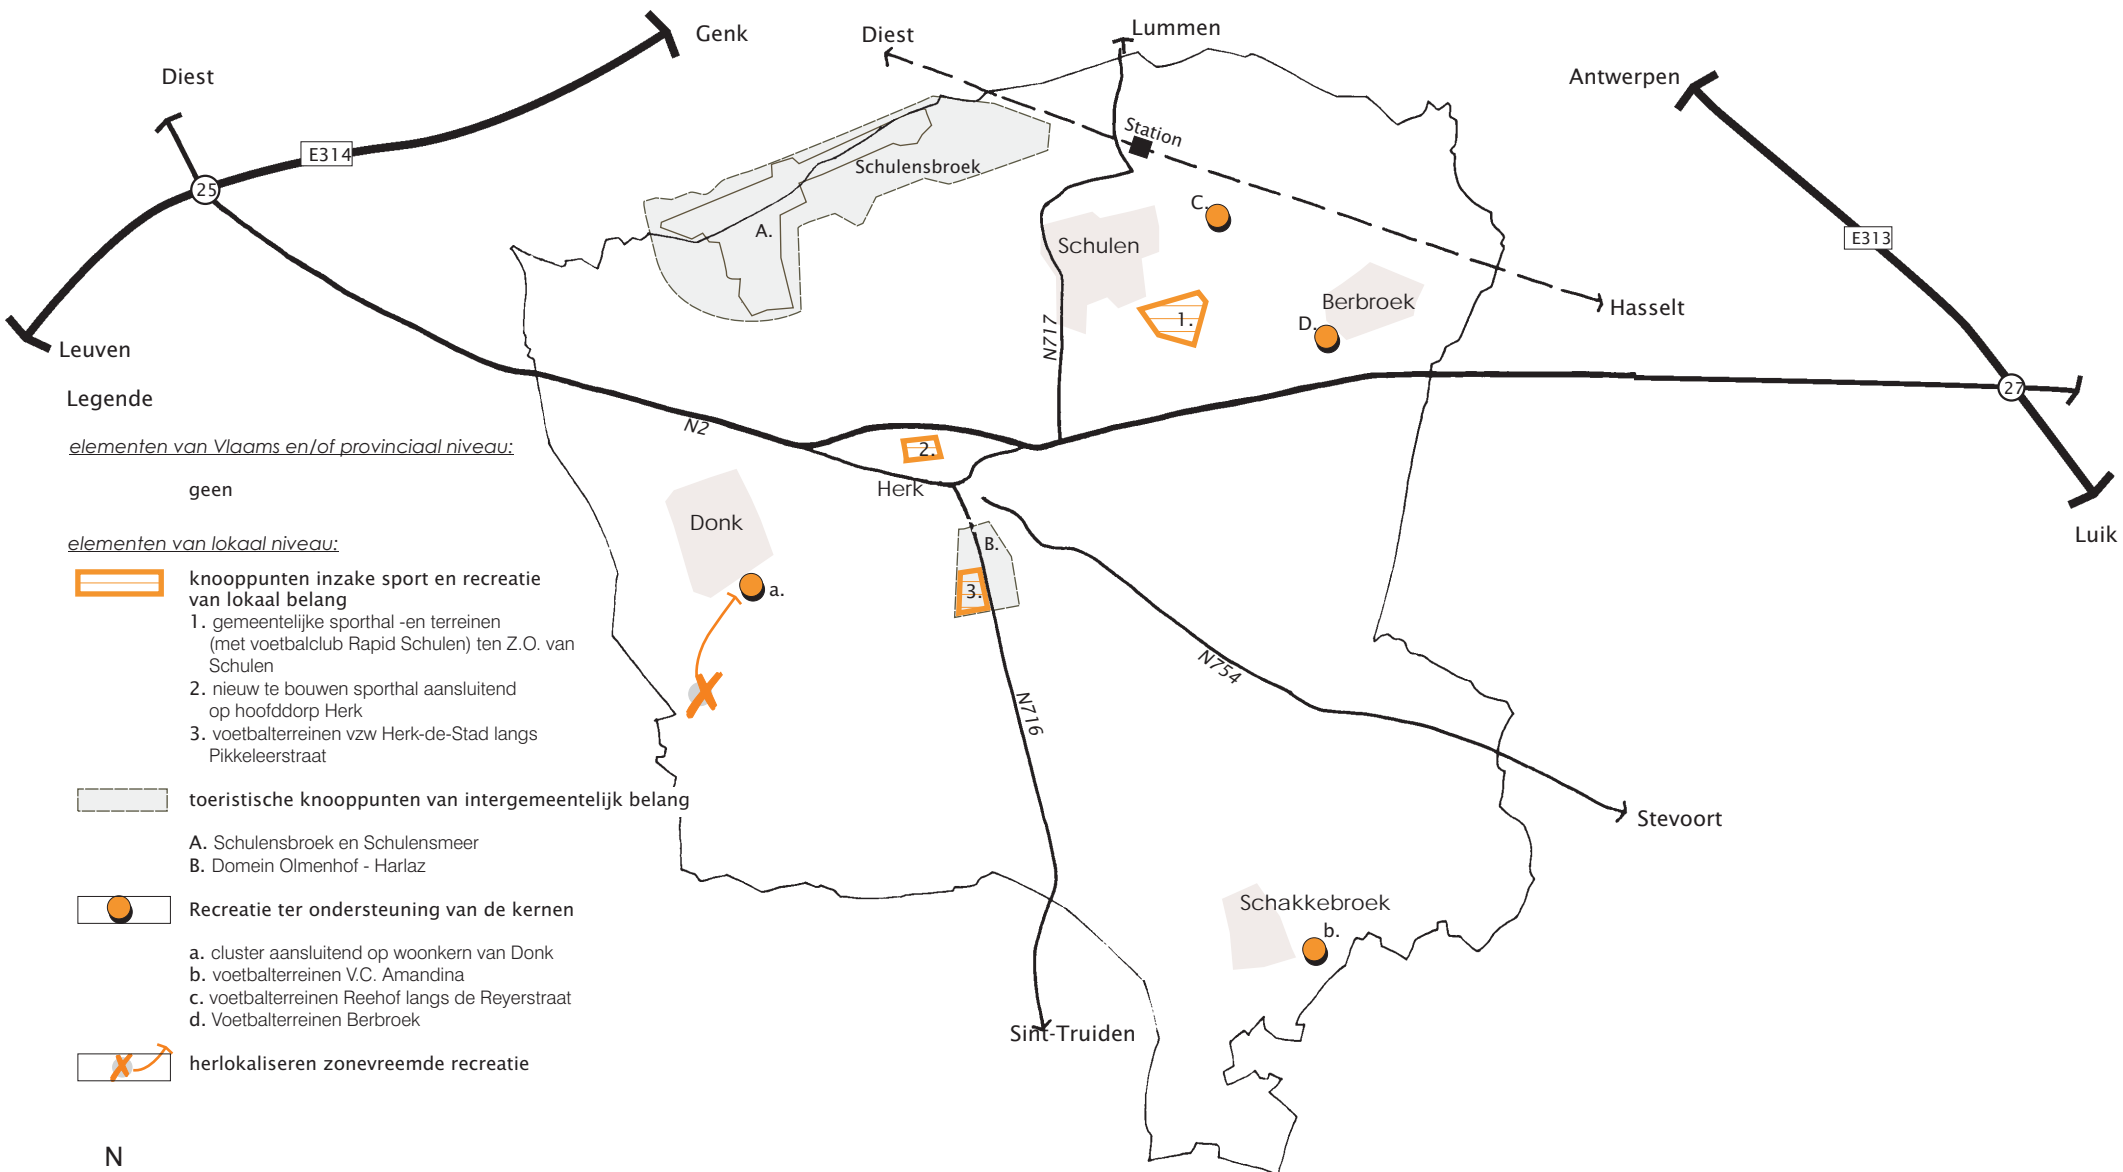 Genk
Diest
Lummen
Diest
Antwerpen
Station
E314
Schulensbroek
25
C.
A.
Schulen
E313
Berbroek
Hasselt
1.
D.
N717
Leuven
27
Legende
N2
elementen van Vlaams en/of provinciaal niveau:
2.
geen
Herk
Donk
Luik
elementen van lokaal niveau:
B.
knooppunten inzake sport en recreatie
van lokaal belang
a.
3.
1. gemeentelijke sporthal -en terreinen
(met voetbalclub Rapid Schulen) ten Z.O. van
Schulen
N754
2. nieuw te bouwen sporthal aansluitend
op hoofddorp Herk
N716
3. voetbalterreinen vzw Herk-de-Stad langs
Pikkeleerstraat
toeristische knooppunten van intergemeentelijk belang
Stevoort
A. Schulensbroek en Schulensmeer
B. Domein Olmenhof - Harlaz
Schakkebroek
Recreatie ter ondersteuning van de kernen
b.
a. cluster aansluitend op woonkern van Donk
b. voetbalterreinen V.C. Amandina
c. voetbalterreinen Reehof langs de Reyerstraat
d. Voetbalterreinen Berbroek
Sint-Truiden
herlokaliseren zonevreemde recreatie
N